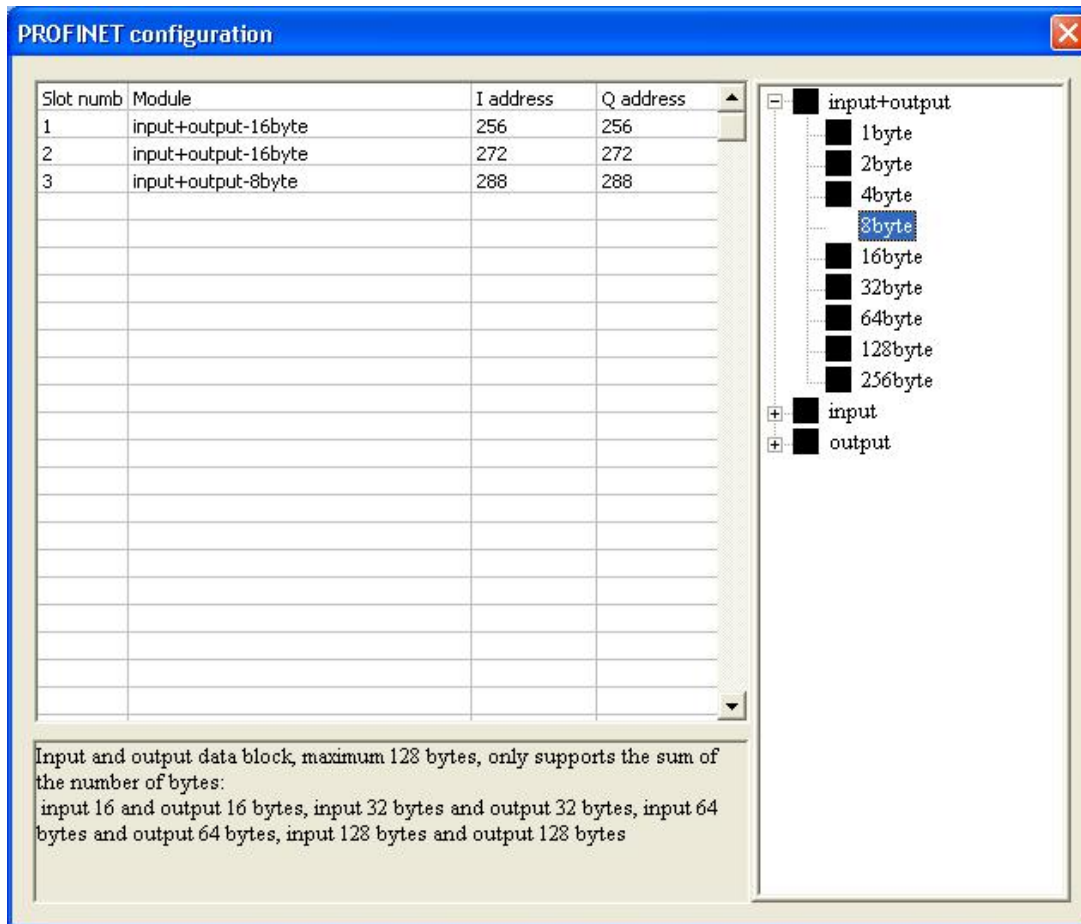 PROFINET configuration
Slot numb Module I address Q address
1 input+output-16byte 256 256
2 input+output-16byte 272 272
3 input+output-8byte 288 288
input+output
1byte
2byte
4byte
8byte
16byte
32byte
64byte
128byte
256byte
input
output
Input and output data block, maximum 128 bytes, only supports the sum of
the number of bytes:
input 16 and output 16 bytes, input 32 bytes and output 32 bytes, input 64
bytes and output 64 bytes, input 128 bytes and output 128 bytes